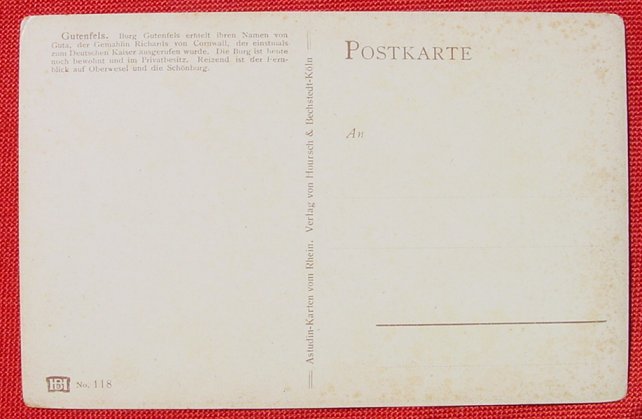 Gutenfels. Burg Gutenfels erhielt ihren Namen von
Guta, der Gemahlin Richards von Cornwall, der einstmals
zum Deutschen Kaiser ausgerufen wurde. Die Burg ist heute
noch bewohnt und im Privatbesitz. Reizend ist der Fern-
blick auf Oberwesel und die Schönburg.
Astudin-Karten vom Rhein. Verlag von Hoursch & Bechstedt-Köln
POSTKARTE
An
HB No. 118